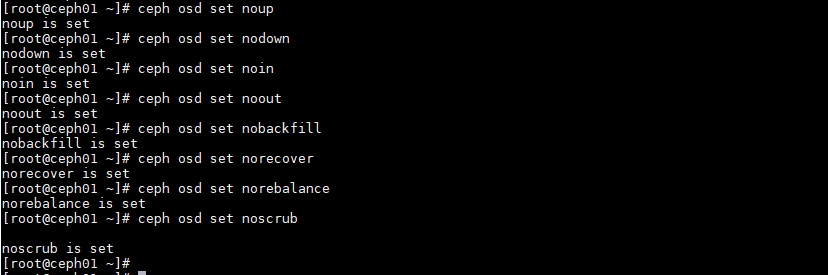 [root@ceph01 ~]# ceph osd set noup
noup is set
[root@ceph01 ~]# ceph osd set nodown
nodown is set
[root@ceph01 ~]# ceph osd set noin
noin is set
[root@ceph01 ~]# ceph osd set noout
noout is set
[root@ceph01 ~]# ceph osd set nobackfill
nobackfill is set
[root@ceph01 ~]# ceph osd set norecover
norecover is set
[root@ceph01 ~]# ceph osd set norebalance
norebalance is set
[root@ceph01 ~]# ceph osd set noscrub
noscrub is set
[root@ceph01 ~]#